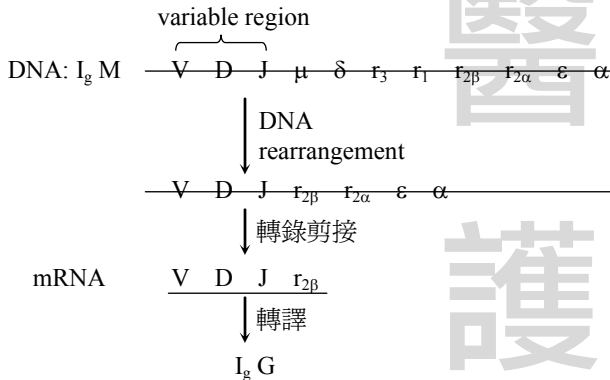 variable region
DNA: Ig M V D J μ δ r3 r1 r2β r2α ε α
DNA
rearrangement
V D J r2β r2α ε α
轉錄剪接
mRNA V D J r2β
轉譯
Ig G
醫
護